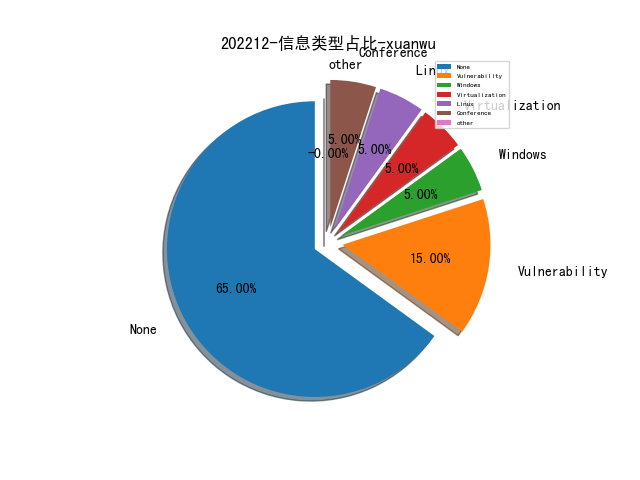 202212-信息类型占比-xuanwu
Conference
other
Linux
Virtualization
Windows
Vulnerability
None
5.00%
-0.00%
5.00%
5.00%
5.00%
15.00%
65.00%
None
Vulnerability
Windows
Virtualization
Linux
Conference
other